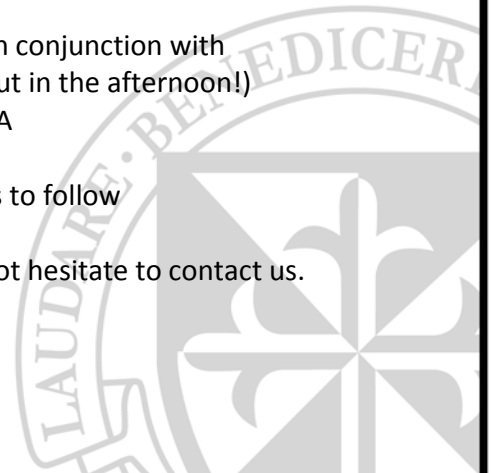 n conjunction with
ut in the afternoon!)
A
s to follow
ot hesitate to contact us.
LAUDARE·BENEDICERE